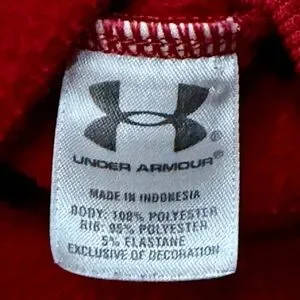 UNDER ARMOUR®
MADE IN INDONESIA
BODY: 100% POLYESTER
RIB: 95% POLYESTER
5% ELASTANE
EXCLUSIVE OF DECORATION